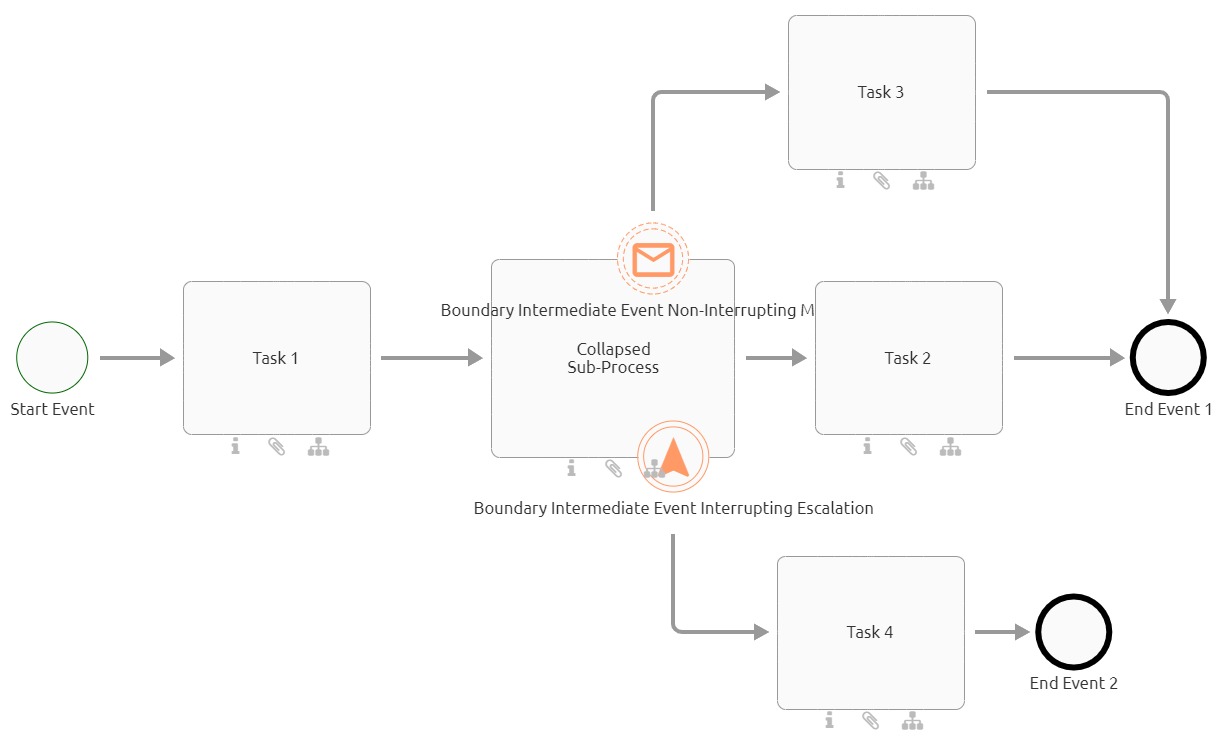 Task 3
Boundary Intermediate Event Non-Interrupting M
Start Event
Task 1
Collapsed
Sub-Process
Task 2
End Event 1
Boundary Intermediate Event Interrupting Escalation
Task 4
End Event 2